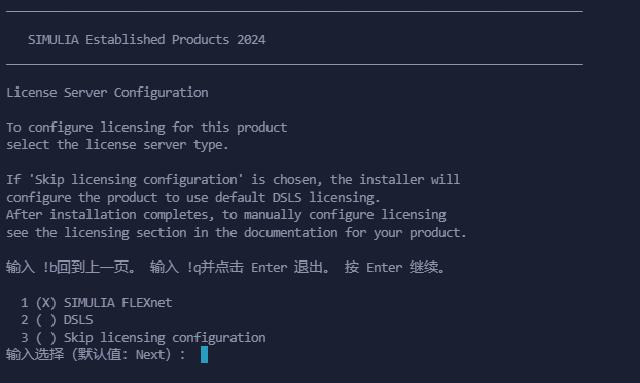 SIMULIA Established Products 2024
License Server Configuration
To configure licensing for this product
select the license server type.
If 'Skip licensing configuration' is chosen, the installer will
configure the product to use default DSLS licensing.
After installation completes, to manually configure licensing
see the licensing section in the documentation for your product.
输入 !b回到上一页。 输入 !q并点击 Enter 退出。 按 Enter 继续。
1 (X) SIMULIA FLEXnet
2 ( ) DSLS
3 ( ) Skip licensing configuration
输入选择 (默认值: Next) :